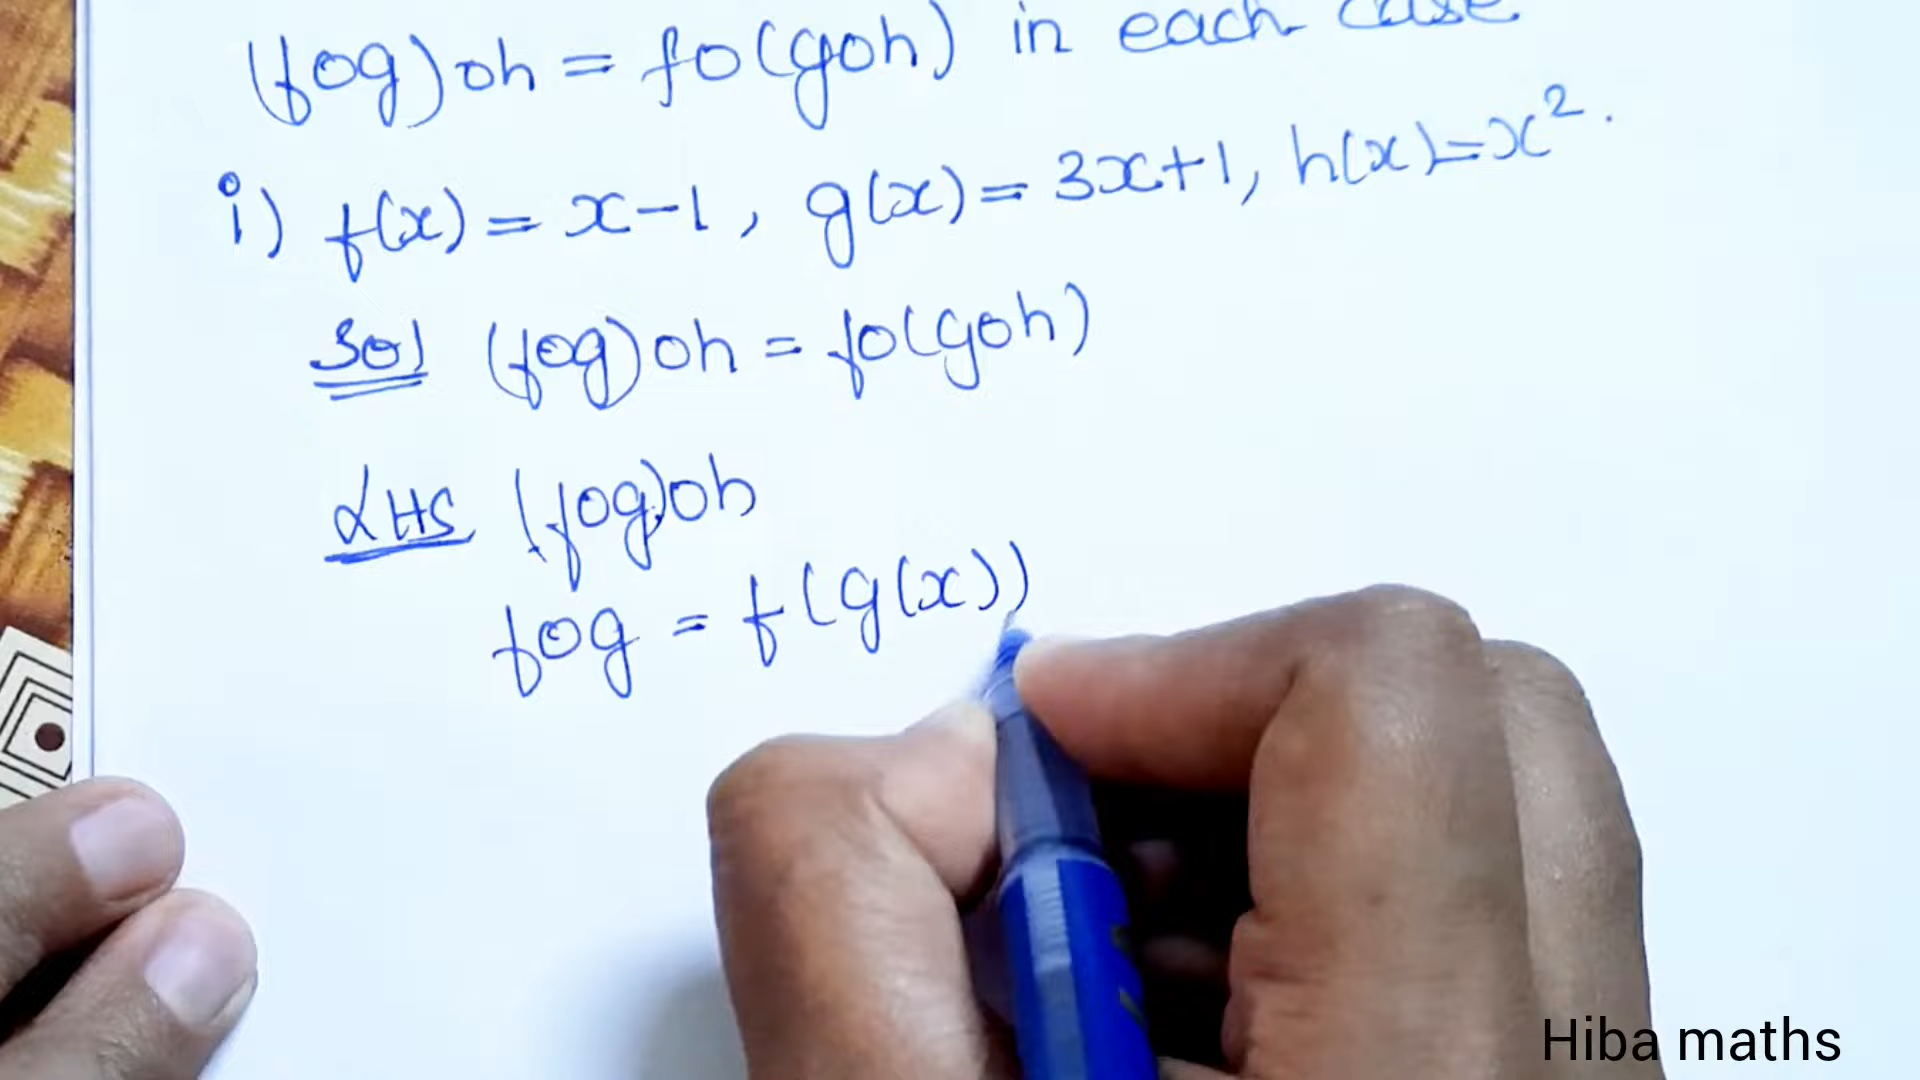 (fog)oh = fo(goh) in each case
i) f(x) = x-1, g(x) = 3x+1, h(x)=x².
Sol (fog)oh = fo(goh)
LHS (fog)oh
fog = f(g(x))
Hiba maths